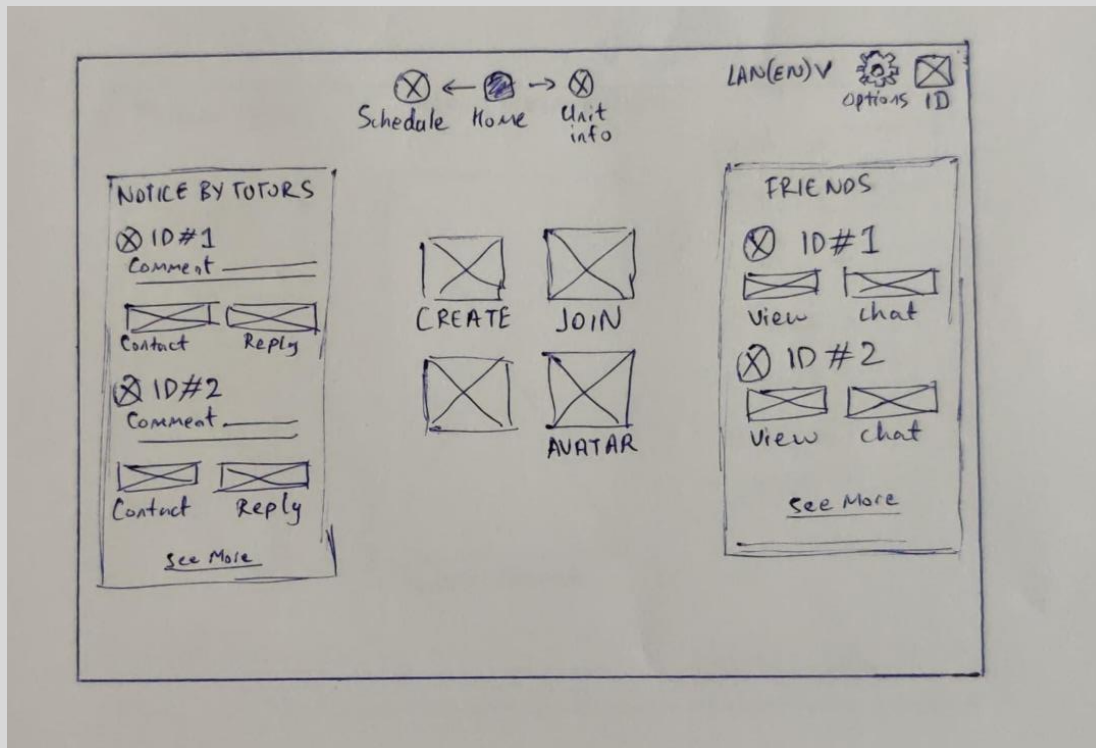 LAN(EN) V
Options ID
Schedule Home Unit info
NOTICE BY TUTORS
ID#1
Comment
Contact Reply
ID#2
Comment
Contact Reply
See More
CREATE JOIN
AVATAR
FRIENDS
ID#1
View chat
ID#2
View chat
See More